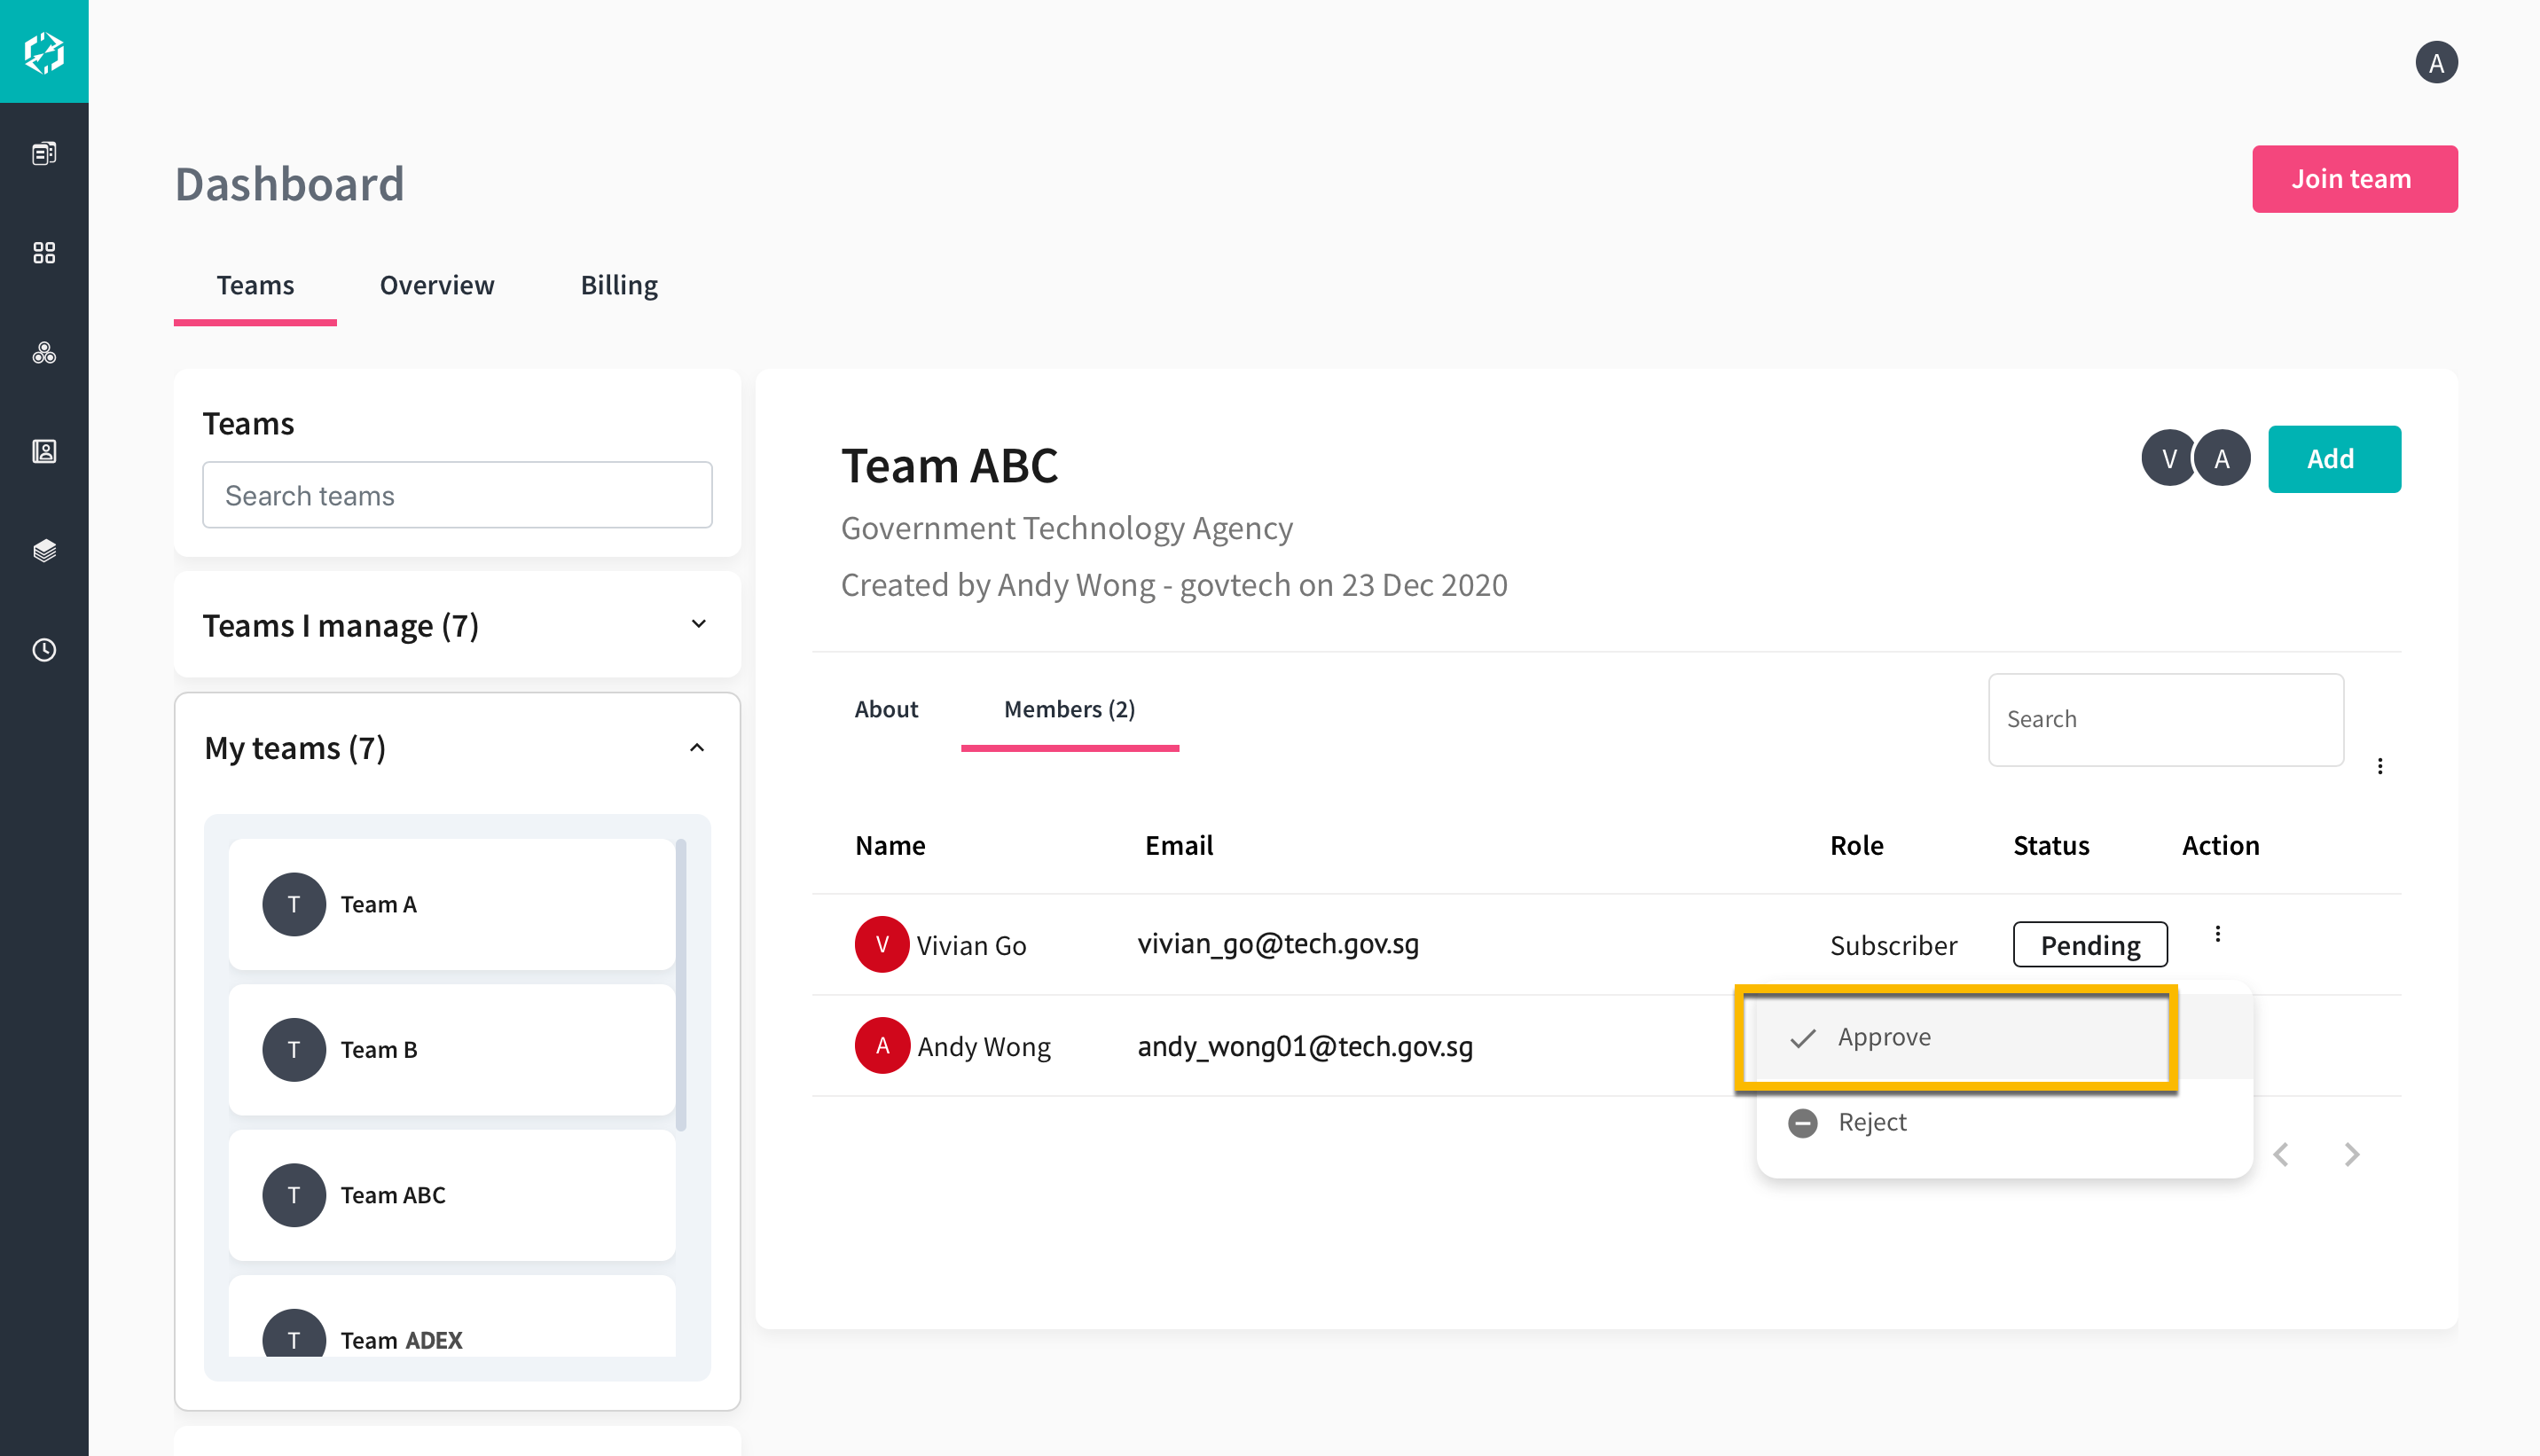 A
Dashboard
Join team
Teams
Overview
Billing
Teams
Search teams
Teams I manage (7)
My teams (7)
T
Team A
T
Team B
T
Team ABC
T
Team ADEX
Team ABC
V
A
Add
Government Technology Agency
Created by Andy Wong - govtech on 23 Dec 2020
About
Members (2)
Search
Name
Email
Role
Status
Action
V
Vivian Go
vivian_go@tech.gov.sg
Subscriber
Pending
A
Andy Wong
andy_wong01@tech.gov.sg
Approve
Reject